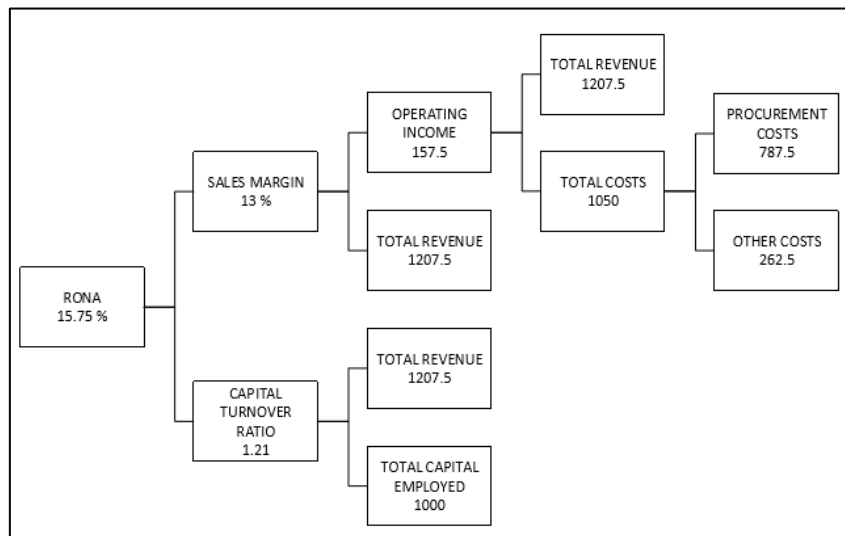 RONA
15.75 %
SALES MARGIN
13 %
CAPITAL
TURNOVER
RATIO
1.21
OPERATING
INCOME
157.5
TOTAL REVENUE
1207.5
TOTAL REVENUE
1207.5
TOTAL CAPITAL
EMPLOYED
1000
TOTAL REVENUE
1207.5
TOTAL COSTS
1050
PROCUREMENT
COSTS
787.5
OTHER COSTS
262.5